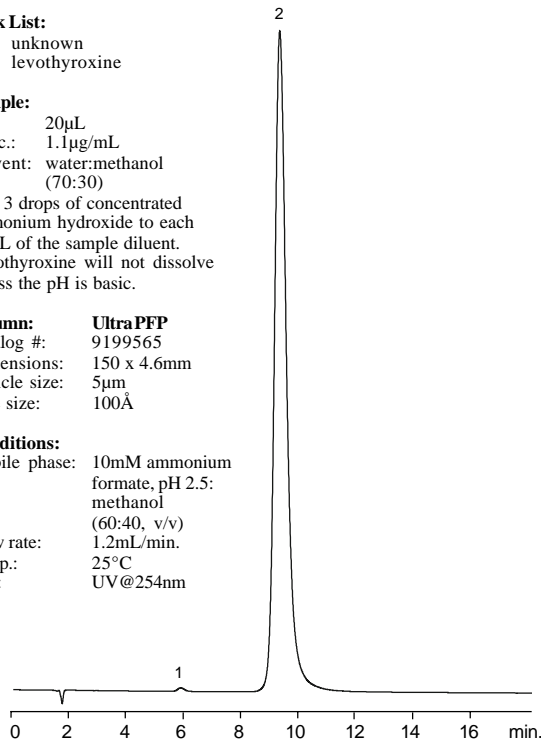 2
k List:
unknown
levothyroxine
ple:
20µL
c.: 1.1µg/mL
vent: water:methanol
(70:30)
3 drops of concentrated
monium hydroxide to each
L of the sample diluent.
othyroxine will not dissolve
ss the pH is basic.
umn: Ultra PFP
log #: 9199565
ensions: 150 x 4.6mm
cle size: 5µm
size: 100Å
ditions:
bile phase: 10mM ammonium
formate, pH 2.5:
methanol
(60:40, v/v)
v rate: 1.2mL/min.
p.: 25°C
: UV@254nm
1
0 2 4 6 8 10 12 14 16 min.